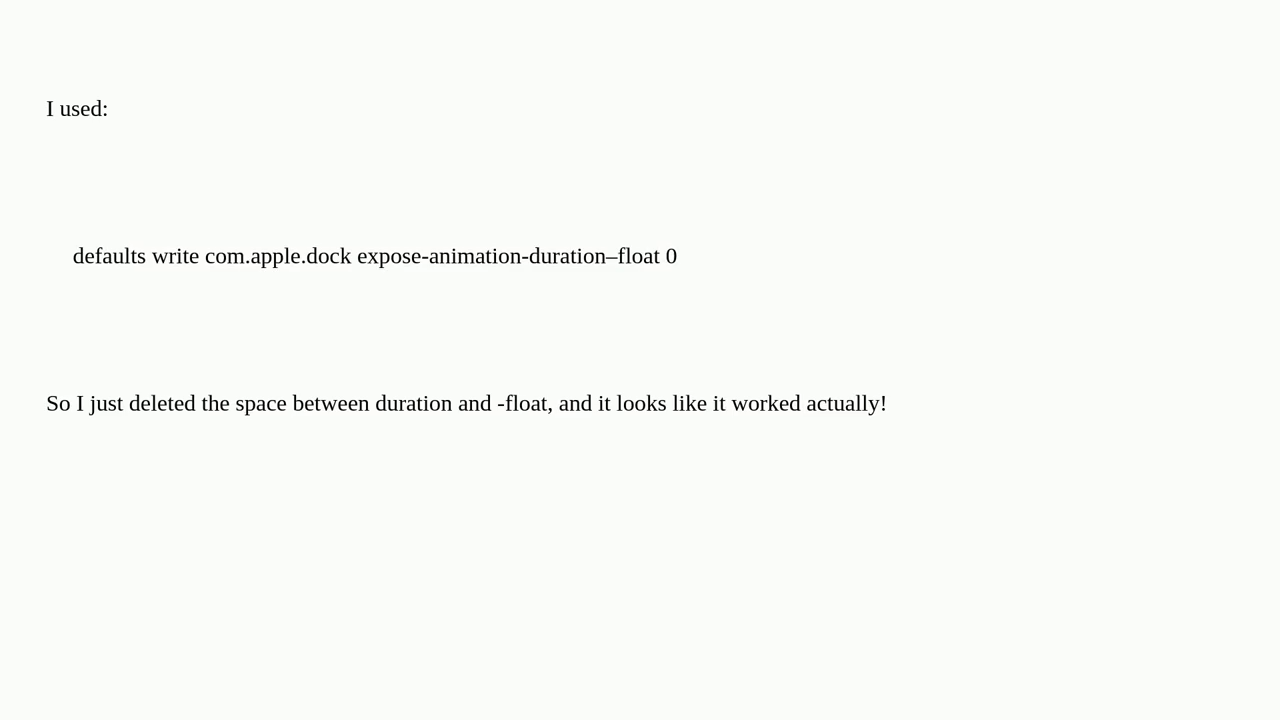 I used:
defaults write com.apple.dock expose-animation-duration–float 0
So I just deleted the space between duration and -float, and it looks like it worked actually!